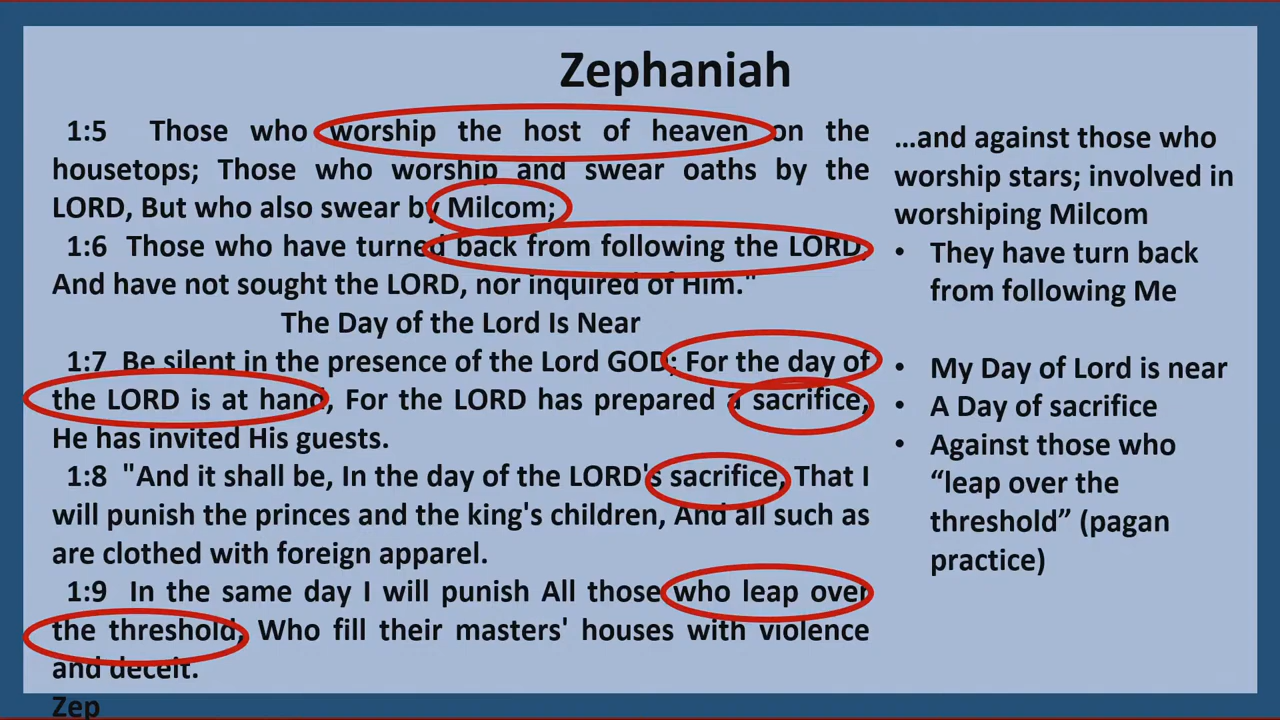 Zephaniah
1:5 Those who worship the host of heaven on the
housetops; Those who worship and swear oaths by the
LORD, But who also swear by Milcom;
1:6 Those who have turned back from following the LORD,
And have not sought the LORD, nor inquired of Him."
The Day of the Lord Is Near
1:7 Be silent in the presence of the Lord GOD; For the day of
the LORD is at hand, For the LORD has prepared a sacrifice,
He has invited His guests.
1:8 "And it shall be, In the day of the LORD's sacrifice, That I
will punish the princes and the king's children, And all such as
are clothed with foreign apparel.
1:9 In the same day I will punish All those who leap over
the threshold, Who fill their masters' houses with violence
and deceit.
Zep
…and against those who
worship stars; involved in
worshiping Milcom
• They have turn back
from following Me
• My Day of Lord is near
• A Day of sacrifice
• Against those who
“leap over the
threshold” (pagan
practice)